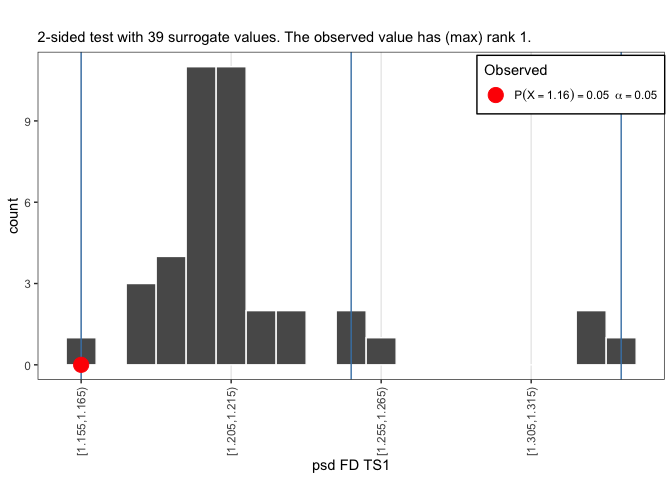 2-sided test with 39 surrogate values. The observed value has (max) rank 1.
Observed
P(X = 1.16) = 0.05 α = 0.05
count
9
6
3
0
[1.155,1.165)
[1.205,1.215)
[1.255,1.265)
[1.305,1.315)
psd FD TS1